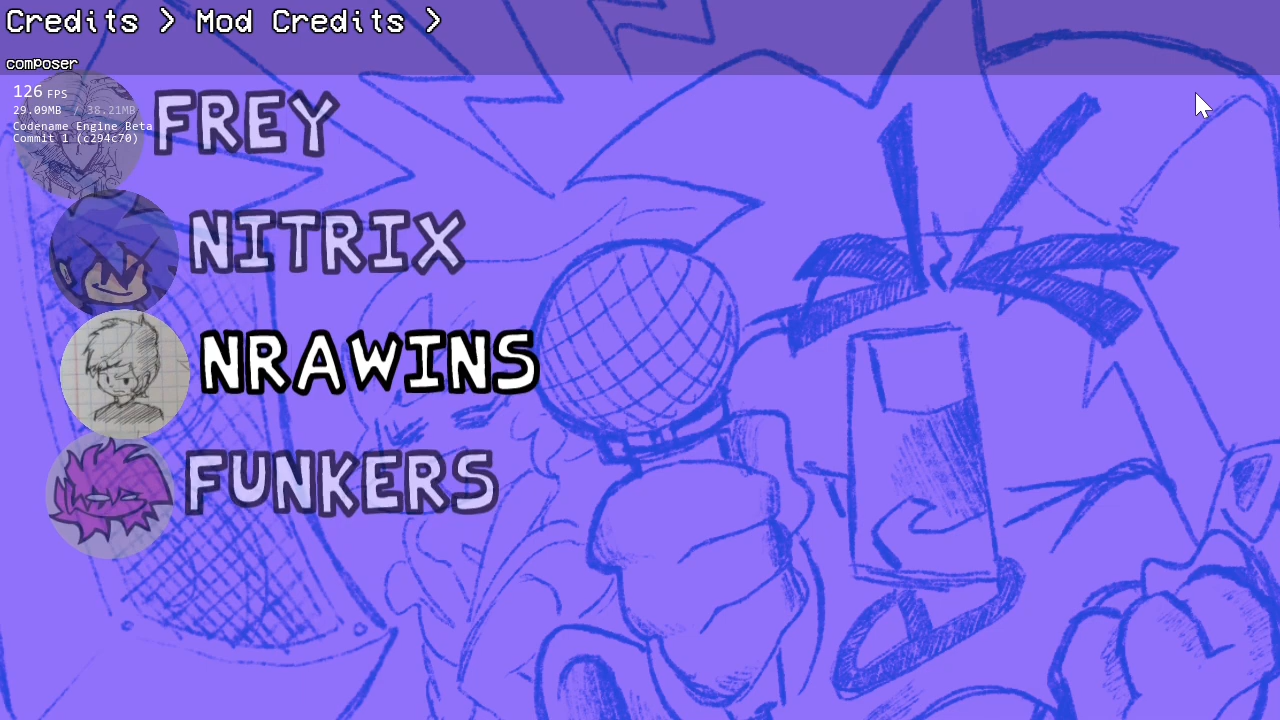 Credits > Mod Credits >
composer
126 FPS
29.09MB / 38.21MB
Codename Engine Beta
Commit 1 (c294c70)
FREY
NITRIX
NRAWINS
FUNKERS